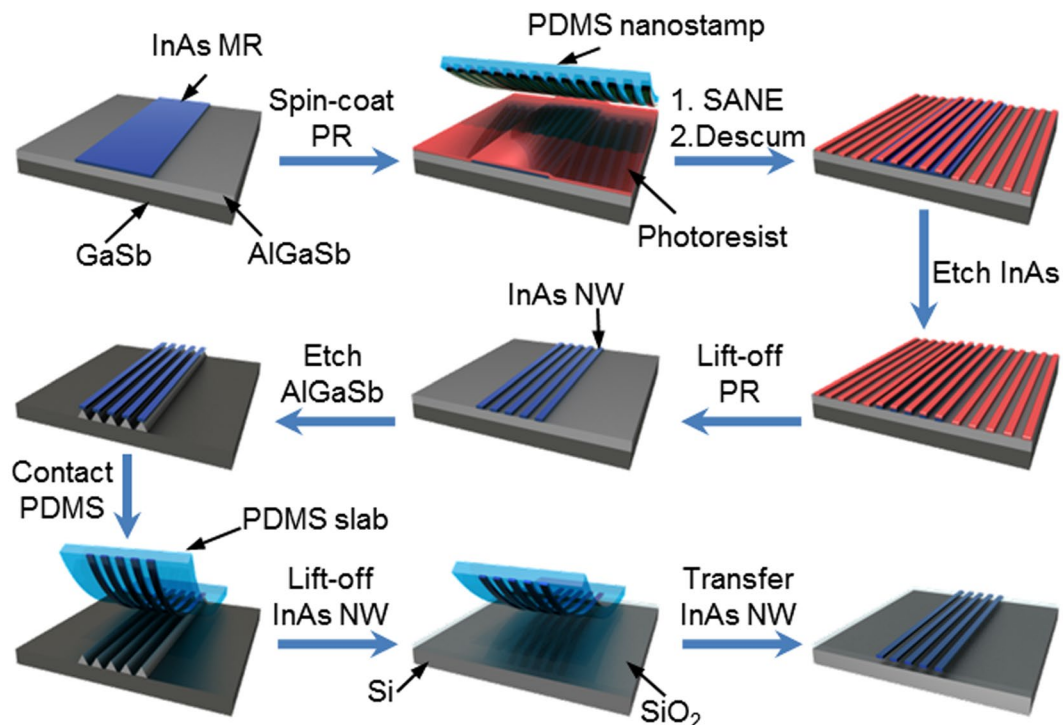 InAs MR
PDMS nanostamp
Spin-coat
PR
1. SANE
2.Descum
GaSb
AlGaSb
Photoresist
Etch InAs
InAs NW
Etch
AlGaSb
Lift-off
PR
Contact
PDMS
PDMS slab
Lift-off
InAs NW
Transfer
InAs NW
Si
SiO₂